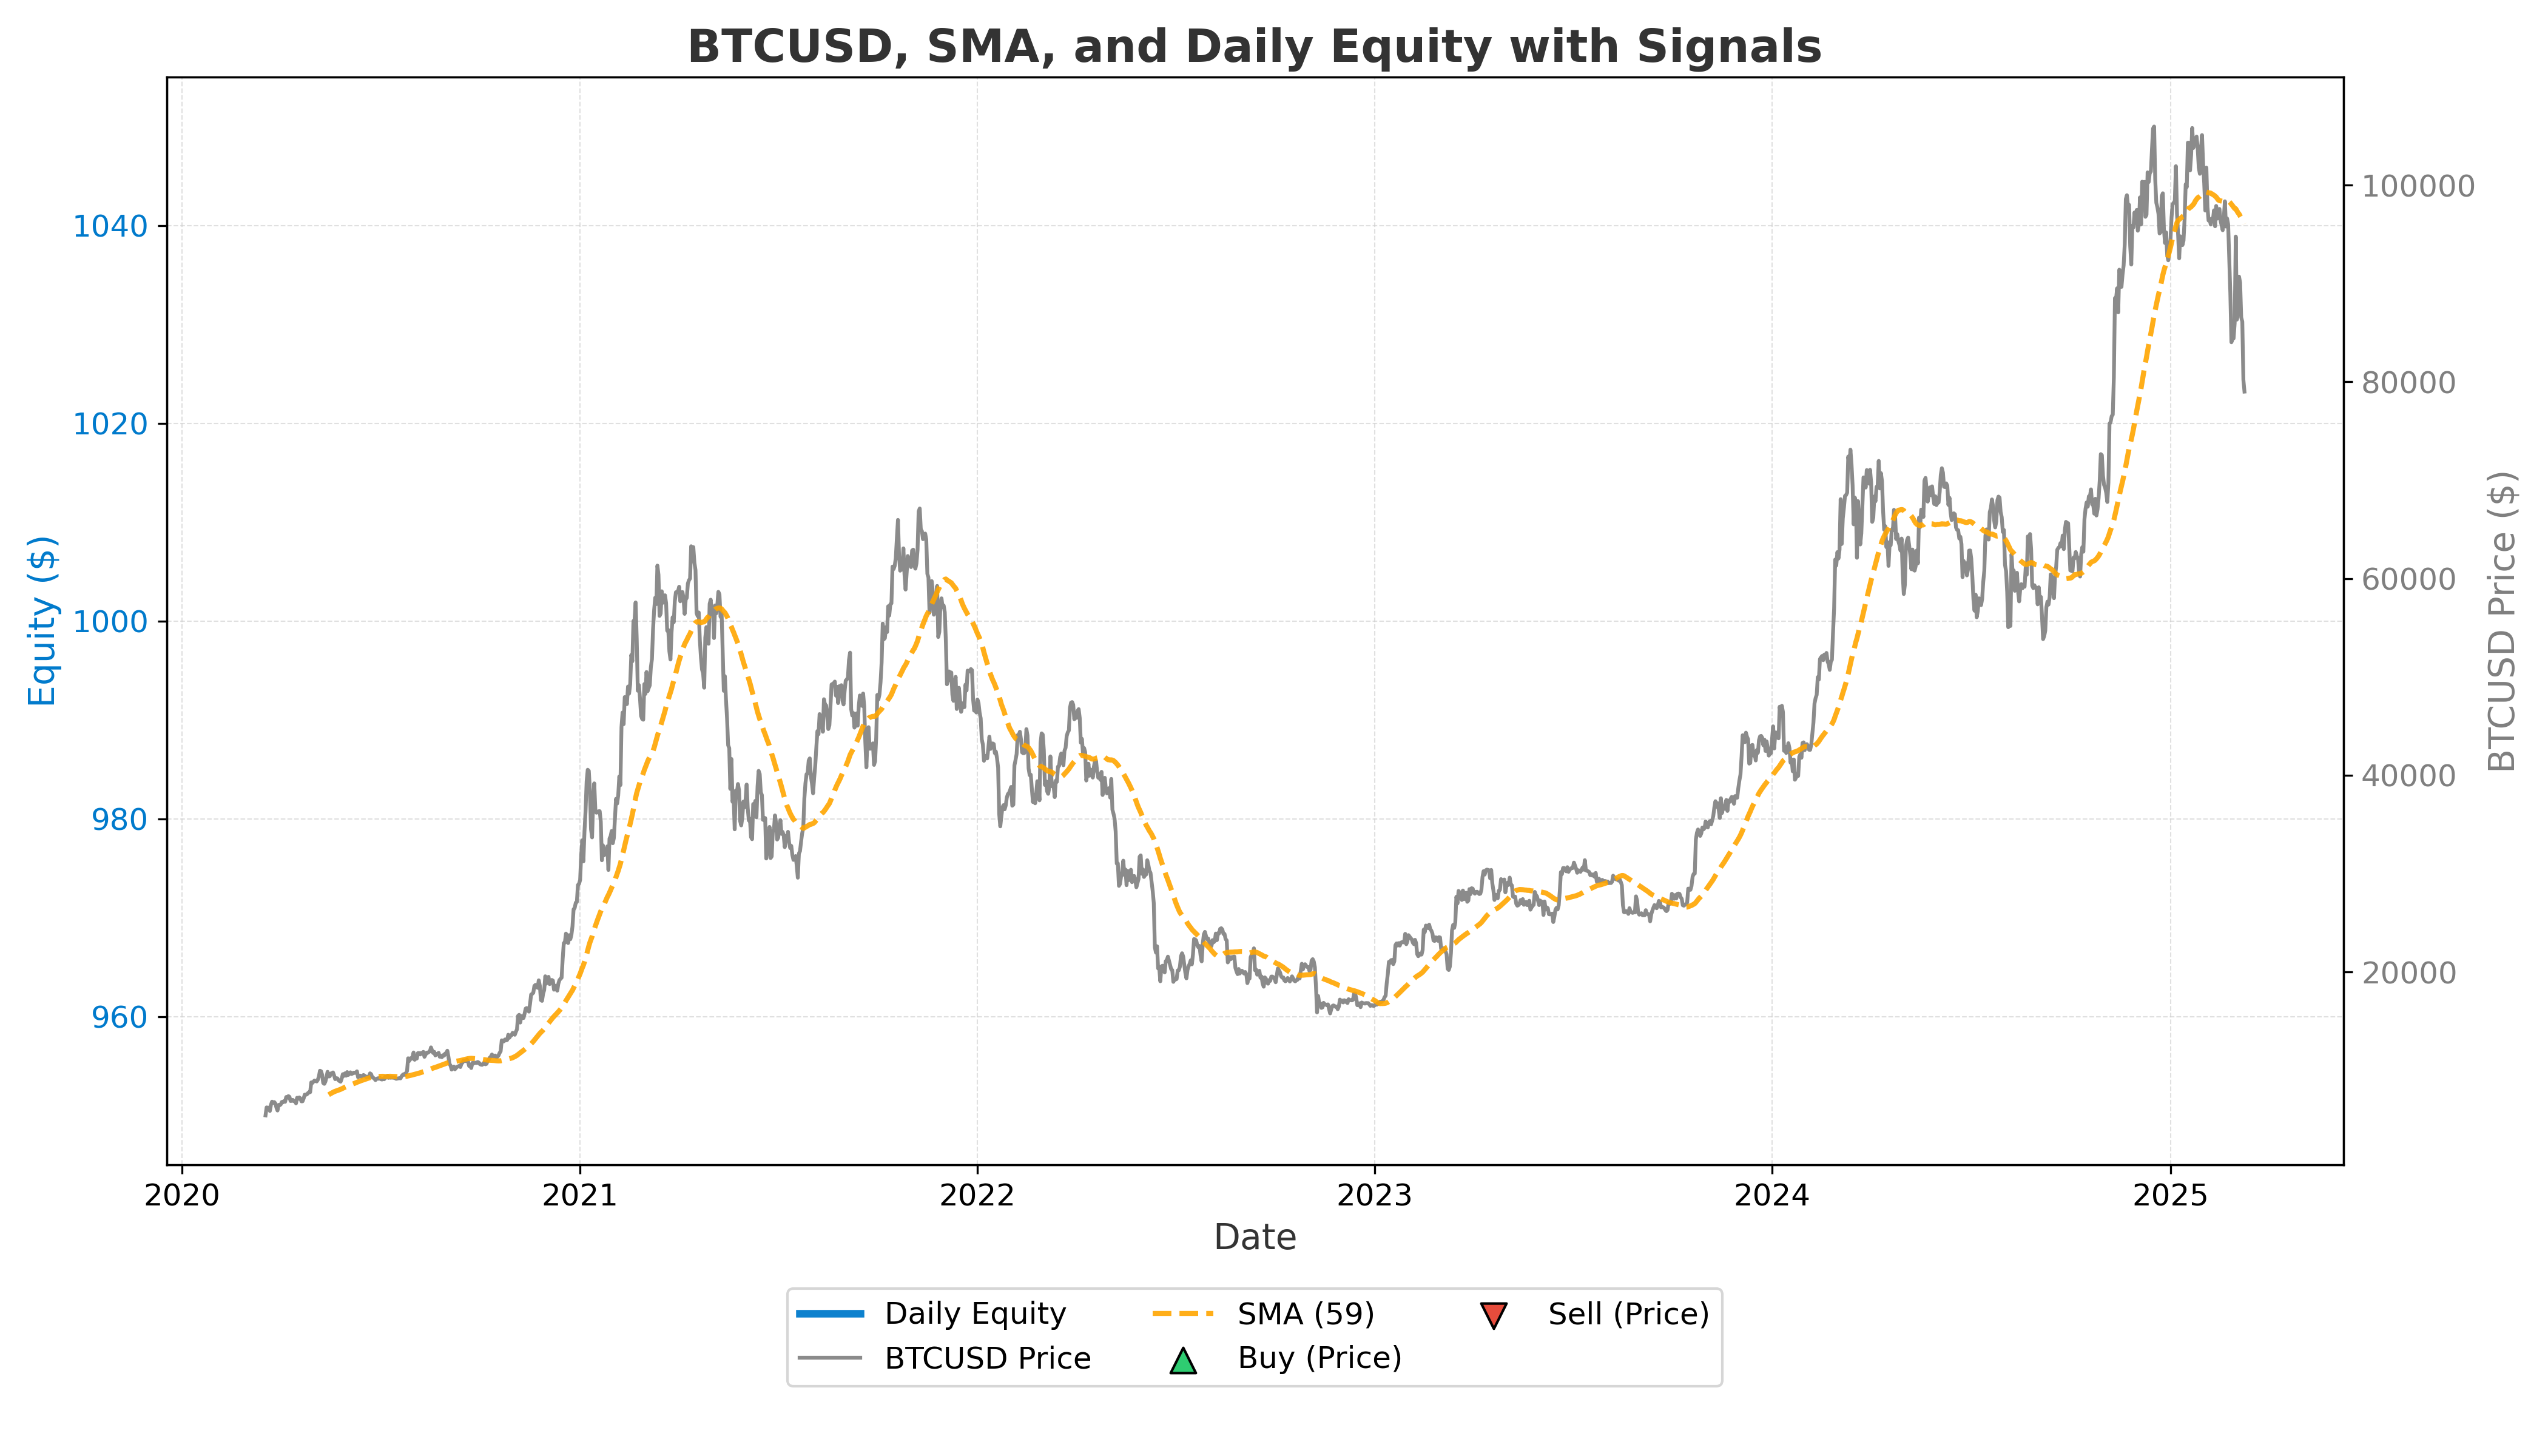 BTCUSD, SMA, and Daily Equity with Signals
Equity ($)
1040
1020
1000
980
960
100000
80000
60000
40000
20000
BTCUSD Price ($)
2020 2021 2022 2023 2024 2025
Date
Daily Equity SMA (59) Sell (Price)
BTCUSD Price Buy (Price)